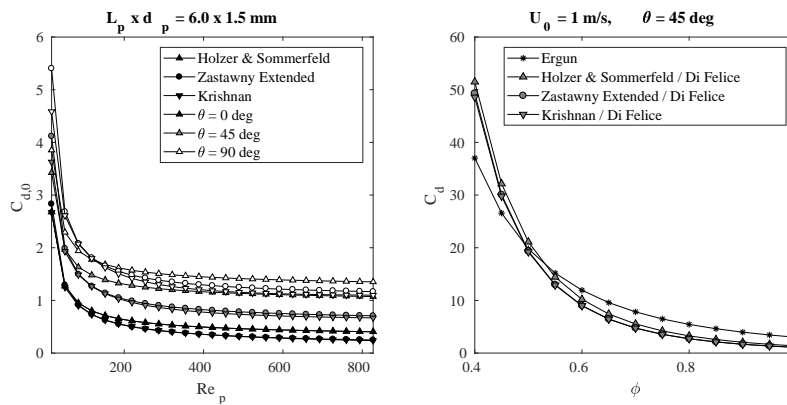 L_p x d_p = 6.0 x 1.5 mm
6
5
4
3
2
1
0
C_d,0
200
400
600
800
Re_p
Holzer & Sommerfeld
Zastawny Extended
Krishnan
θ = 0 deg
θ = 45 deg
θ = 90 deg
U_0 = 1 m/s, θ = 45 Deg
60
50
40
30
20
10
0
C_d
0.4
0.6
0.8
ϕ
Ergun
Holzer & Sommerfeld / Di Felice
Zastawny Extended / Di Felice
Krishnan / Di Felice